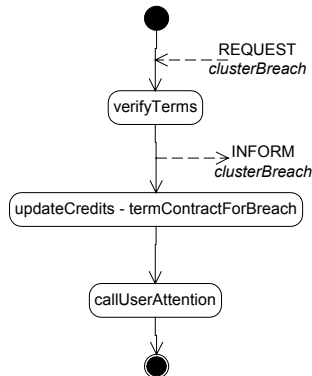 REQUEST
clusterBreach
verifyTerms
INFORM
clusterBreach
updateCredits - termContractForBreach
callUserAttention